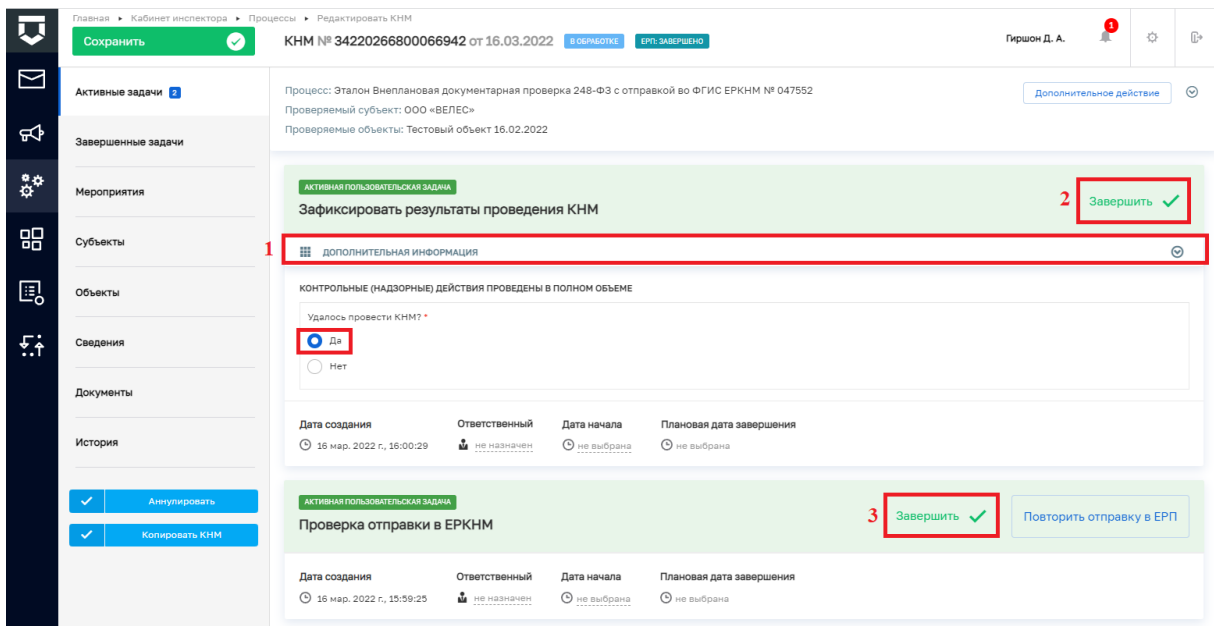 Главная ▸ Кабинет инспектора ▸ Процессы ▸ Редактировать КНМ
Сохранить
КНМ № 34220266800066942 от 16.03.2022 В ОБРАБОТКЕ ЕРП: ЗАВЕРШЕНО
Гиршон Д. А.
1
Активные задачи 2
Завершенные задачи
Мероприятия
Субъекты
Объекты
Сведения
Документы
История
Аннулировать
Копировать КНМ
Процесс: Эталон Внеплановая документарная проверка 248-ФЗ с отправкой во ФГИС ЕРКНМ № 047552
Проверяемый субъект: ООО «ВЕЛЕС»
Проверяемые объекты: Тестовый объект 16.02.2022
Дополнительное действие
АКТИВНАЯ ПОЛЬЗОВАТЕЛЬСКАЯ ЗАДАЧА
Зафиксировать результаты проведения КНМ
2 Завершить
1 ДОПОЛНИТЕЛЬНАЯ ИНФОРМАЦИЯ
КОНТРОЛЬНЫЕ (НАДЗОРНЫЕ) ДЕЙСТВИЯ ПРОВЕДЕНЫ В ПОЛНОМ ОБЪЕМЕ
Удалось провести КНМ? *
Да
Нет
Дата создания Ответственный Дата начала Плановая дата завершения
16 мар. 2022 г., 16:00:29 не назначен не выбрана не выбрана
АКТИВНАЯ ПОЛЬЗОВАТЕЛЬСКАЯ ЗАДАЧА
Проверка отправки в ЕРКНМ
3 Завершить
Повторить отправку в ЕРП
Дата создания Ответственный Дата начала Плановая дата завершения
16 мар. 2022 г., 15:59:25 не назначен не выбрана не выбрана